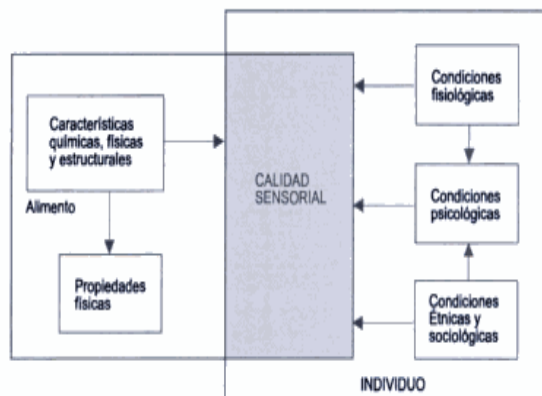 Características
químicas, físicas
y estructurales
Alimento
Propiedades
físicas
CALIDAD
SENSORIAL
Condiciones
fisiológicas
Condiciones
psicológicas
Condiciones
Étnicas y
sociológicas
INDIVIDUO